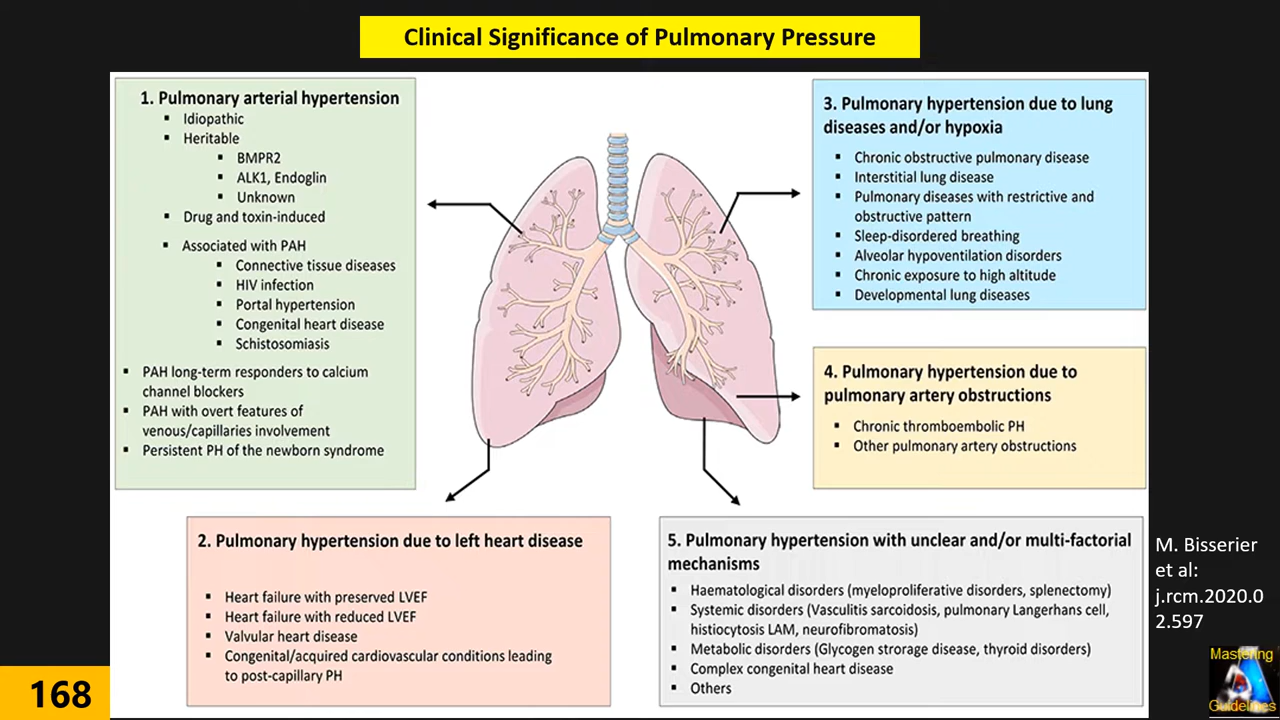 Clinical Significance of Pulmonary Pressure
1. Pulmonary arterial hypertension
Idiopathic
Heritable
BMPR2
ALK1, Endoglin
Unknown
Drug and toxin-induced
Associated with PAH
Connective tissue diseases
HIV infection
Portal hypertension
Congenital heart disease
Schistosomiasis
PAH long-term responders to calcium
channel blockers
PAH with overt features of
venous/capillaries involvement
Persistent PH of the newborn syndrome
2. Pulmonary hypertension due to left heart disease
Heart failure with preserved LVEF
Heart failure with reduced LVEF
Valvular heart disease
Congenital/acquired cardiovascular conditions leading
to post-capillary PH
3. Pulmonary hypertension due to lung
diseases and/or hypoxia
Chronic obstructive pulmonary disease
Interstitial lung disease
Pulmonary diseases with restrictive and
obstructive pattern
Sleep-disordered breathing
Alveolar hypoventilation disorders
Chronic exposure to high altitude
Developmental lung diseases
4. Pulmonary hypertension due to
pulmonary artery obstructions
Chronic thromboembolic PH
Other pulmonary artery obstructions
5. Pulmonary hypertension with unclear and/or multi-factorial
mechanisms
Haematological disorders (myeloproliferative disorders, splenectomy)
Systemic disorders (Vasculitis sarcoidosis, pulmonary Langerhans cell,
histiocytosis LAM, neurofibromatosis)
Metabolic disorders (Glycogen strorage disease, thyroid disorders)
Complex congenital heart disease
Others
M. Bisserier
et al:
j.rcm.2020.0
2.597
168
Mastering
Guidelines